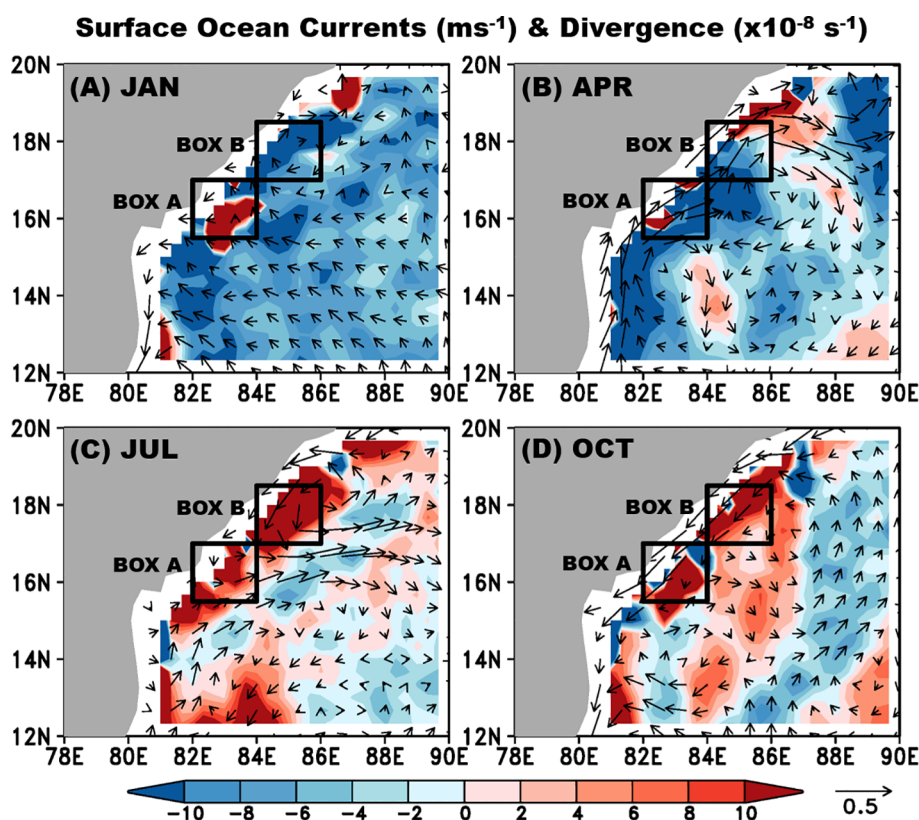 Surface Ocean Currents (ms⁻¹) & Divergence (x10⁻⁸ s⁻¹)
(A) JAN
BOX B
BOX A
20N
18N
16N
14N
12N
78E 80E 82E 84E 86E 88E 90E
(B) APR
BOX B
BOX A
20N
18N
16N
14N
12N
78E 80E 82E 84E 86E 88E 90E
(C) JUL
BOX B
BOX A
20N
18N
16N
14N
12N
78E 80E 82E 84E 86E 88E 90E
(D) OCT
BOX B
BOX A
20N
18N
16N
14N
12N
78E 80E 82E 84E 86E 88E 90E
−10 −8 −6 −4 −2 0 2 4 6 8 10
0.5